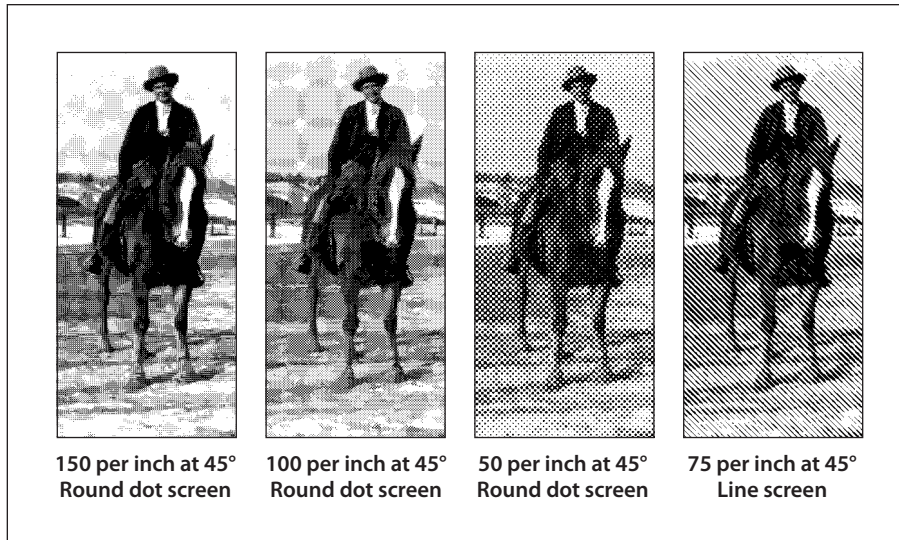 150 per inch at 45°
Round dot screen
100 per inch at 45°
Round dot screen
50 per inch at 45°
Round dot screen
75 per inch at 45°
Line screen